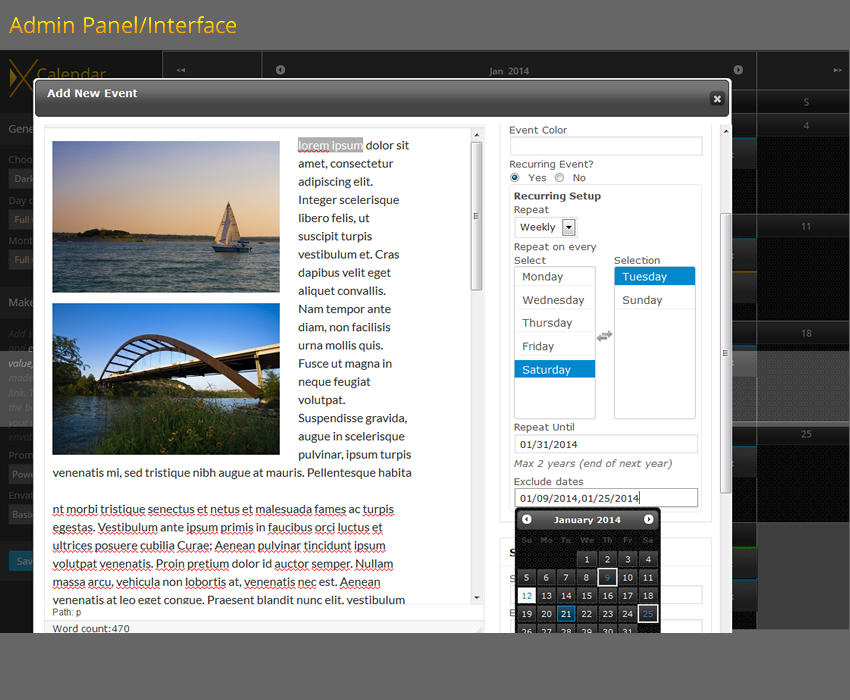 Admin Panel/Interface
Calendar
Jan 2014
S
4
11
18
25
Gene
Choo
Dark
Day o
Full
Mont
Full
Make
value,
made
link.
the b
your
envat
Prom
Powe
Envat
Basic
Sav
Add New Event
lorem ipsum dolor sit
amet, consectetur
adipiscing elit.
Integer scelerisque
libero felis, ut
suscipit turpis
vestibulum et. Cras
dapibus velit eget
aliquet convallis.
Nam tempor ante
diam, non facilisis
urna mollis quis.
Fusce ut magna in
neque feugiat
volutpat.
Suspendisse gravida,
augue in scelerisque
pulvinar, ipsum turpis
venenatis mi, sed tristique nibh augue at mauris. Pellentesque habita
nt morbi tristique senectus et netus et malesuada fames ac turpis
egestas. Vestibulum ante ipsum primis in faucibus orci luctus et
ultrices posuere cubilia Curae; Aenean pulvinar tincidunt ipsum
volutpat venenatis. Proin pretium dolor id auctor semper. Nullam
massa arcu, vehicula non lobortis at, venenatis nec est. Aenean
venenatis at leo eget congue. Praesent blandit nunc elit, vestibulum
Path: p
Word count:470
Event Color
Recurring Event?
Yes No
Recurring Setup
Repeat
Weekly
Repeat on every
Select Selection
Monday Tuesday
Wednesday Sunday
Thursday
Friday
Saturday
Repeat Until
01/31/2014
Max 2 years (end of next year)
Exclude dates
01/09/2014,01/25/2014
January 2014
Su Mo Tu We Th Fr Sa
1 2 3 4
5 6 7 8 9 10 11
12 13 14 15 16 17 18
19 20 21 22 23 24 25
26 27 28 29 30 31